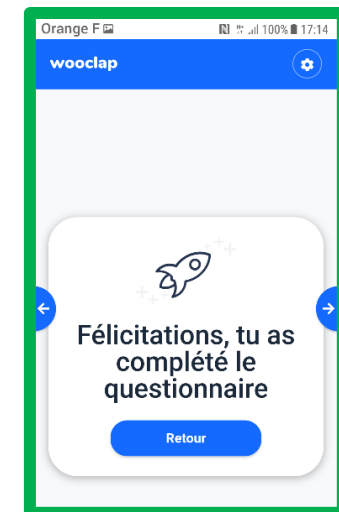 Orange F 100% 17:14
wooclap
Félicitations, tu as
complété le
questionnaire
Retour